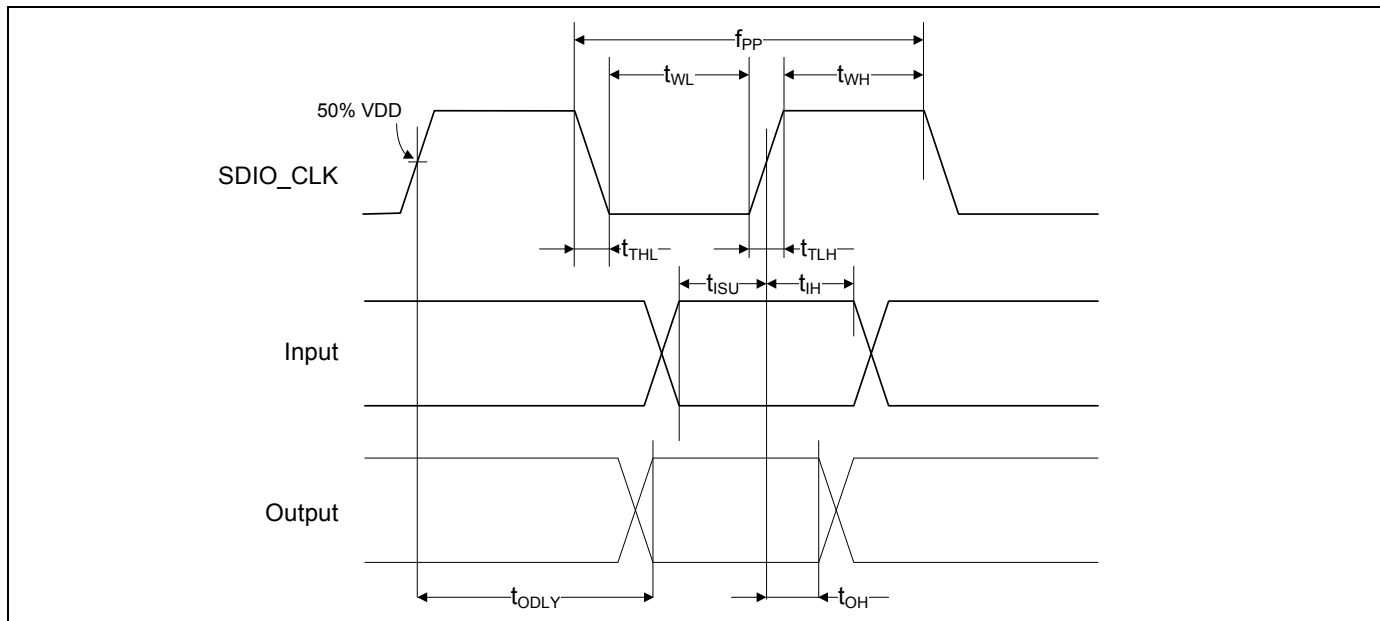 fPP
tWL
tWH
50% VDD
SDIO_CLK
tTHL
tTLH
tISU
tIH
Input
Output
tODLY
tOH